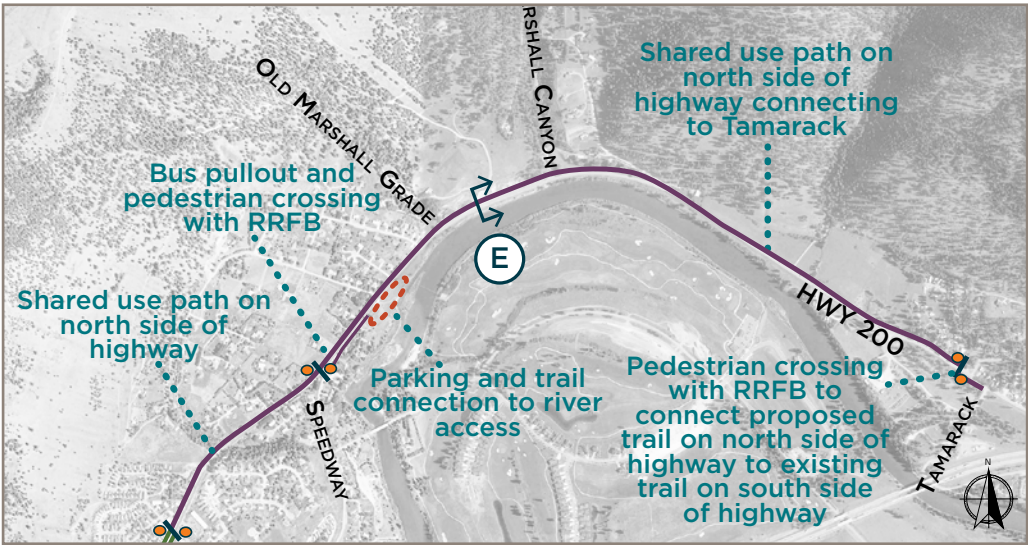 RSHALL CANYON
OLD MARSHALL GRADE
Shared use path on
north side of
highway connecting
to Tamarack
Bus pullout and
pedestrian crossing
with RRFB
E
Shared use path on
north side of
highway
HWY 200
Parking and trail
connection to river
access
Pedestrian crossing
with RRFB to
connect proposed
trail on north side of
highway to existing
trail on south side
of highway
SPEEDWAY
TAMARACK
N